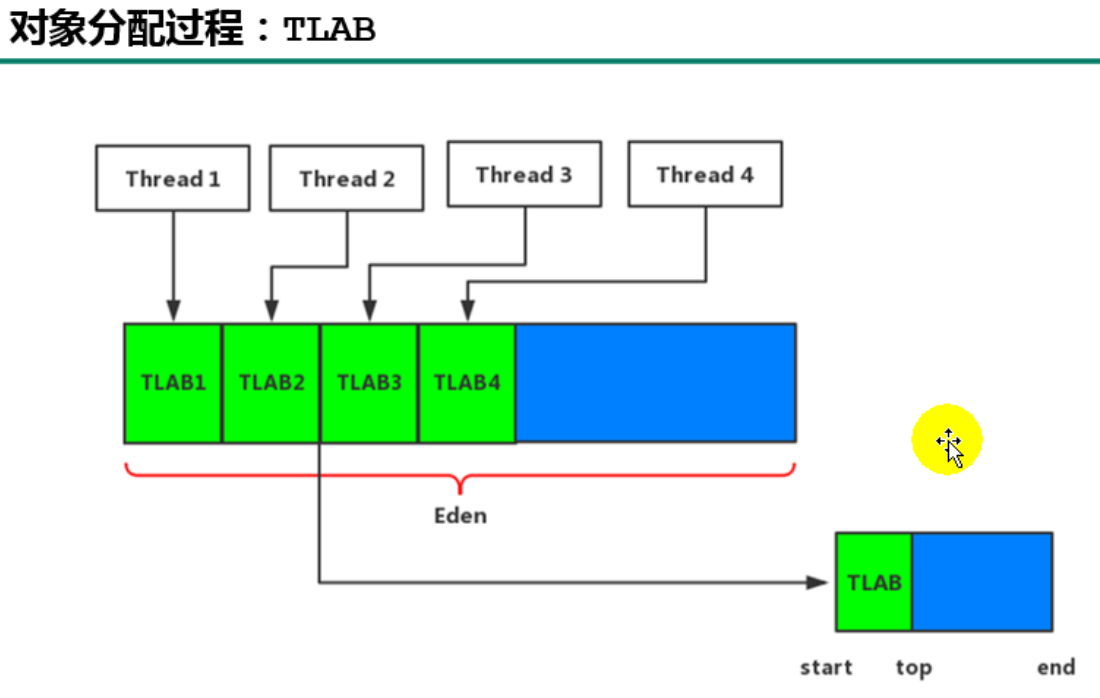 对象分配过程：TLAB
Thread 1
Thread 2
Thread 3
Thread 4
TLAB1
TLAB2
TLAB3
TLAB4
Eden
TLAB
start
top
end